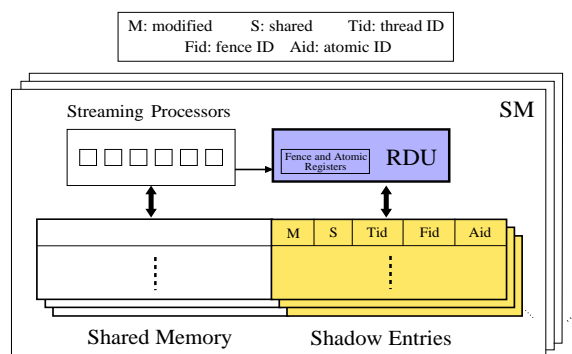 M: modified S: shared Tid: thread ID
Fid: fence ID Aid: atomic ID
SM
Streaming Processors
Fence and Atomic
Registers
RDU
M S Tid Fid Aid
Shared Memory Shadow Entries